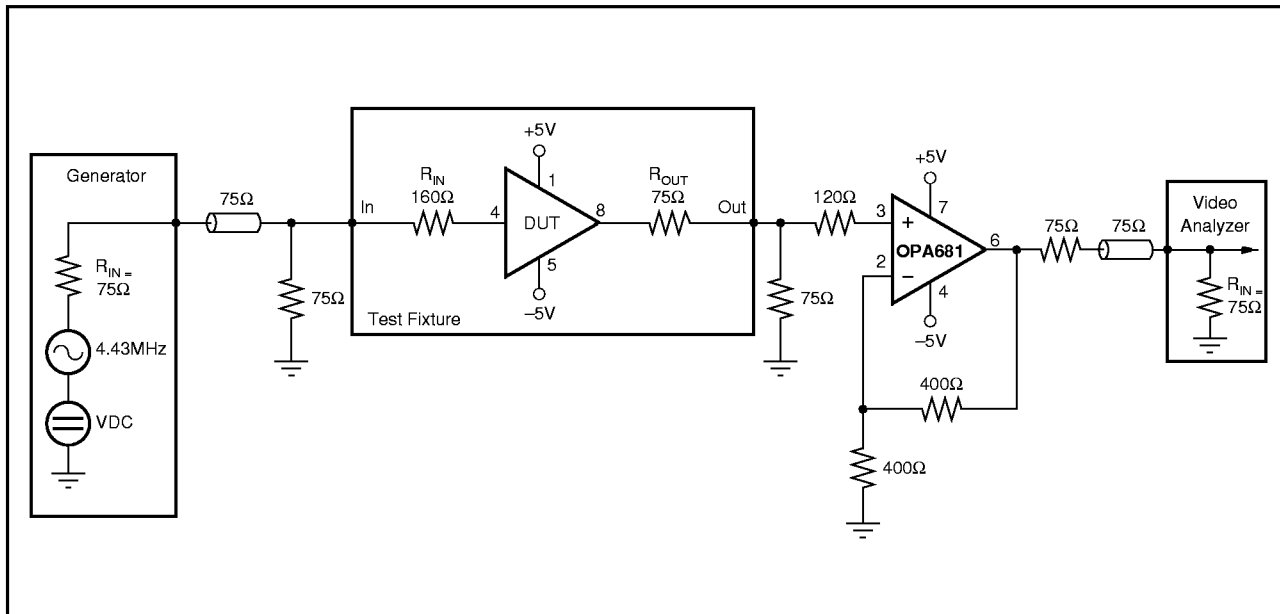 Generator
R_IN =
75Ω
4.43MHz
VDC
75Ω
75Ω
In
R_IN
160Ω
4
DUT
+5V
1
5
–5V
8
R_OUT
75Ω
Out
Test Fixture
75Ω
120Ω
3
+
2
–
OPA681
+5V
7
4
–5V
6
400Ω
400Ω
75Ω
75Ω
Video
Analyzer
R_IN =
75Ω